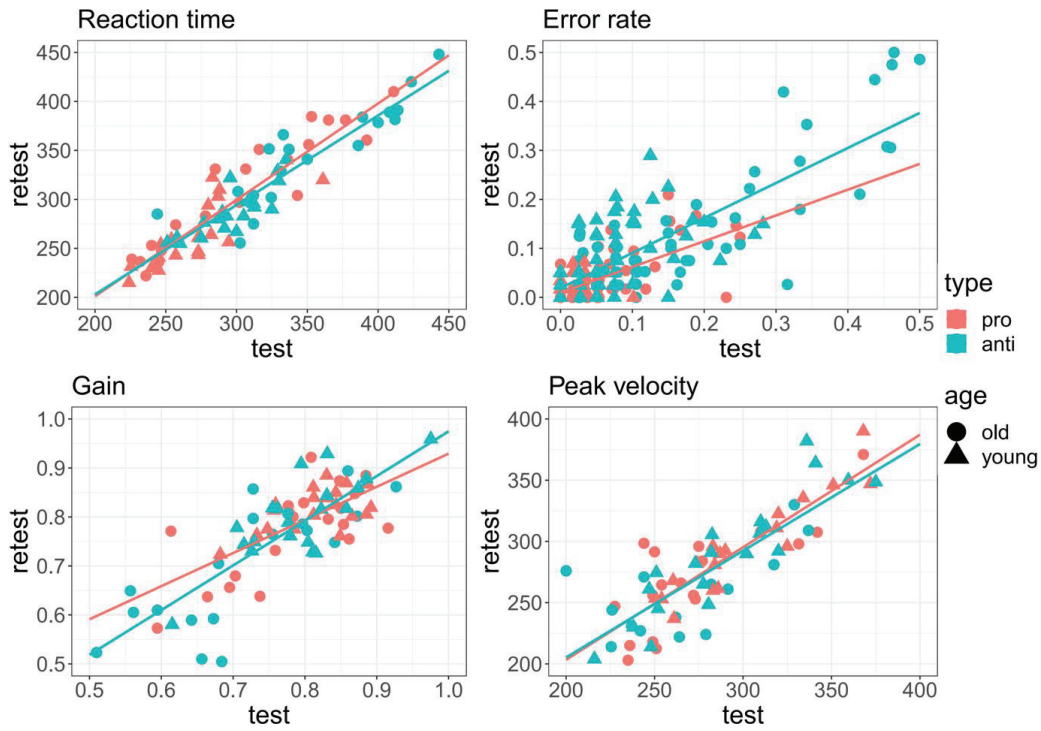 Reaction time
450
400
350
300
250
200
retest
200 250 300 350 400 450
test
Error rate
0.5
0.4
0.3
0.2
0.1
0.0
retest
0.0 0.1 0.2 0.3 0.4 0.5
test
Gain
1.0
0.9
0.8
0.7
0.6
0.5
retest
0.5 0.6 0.7 0.8 0.9 1.0
test
Peak velocity
400
350
300
250
200
retest
200 250 300 350 400
test
type
pro
anti
age
old
young